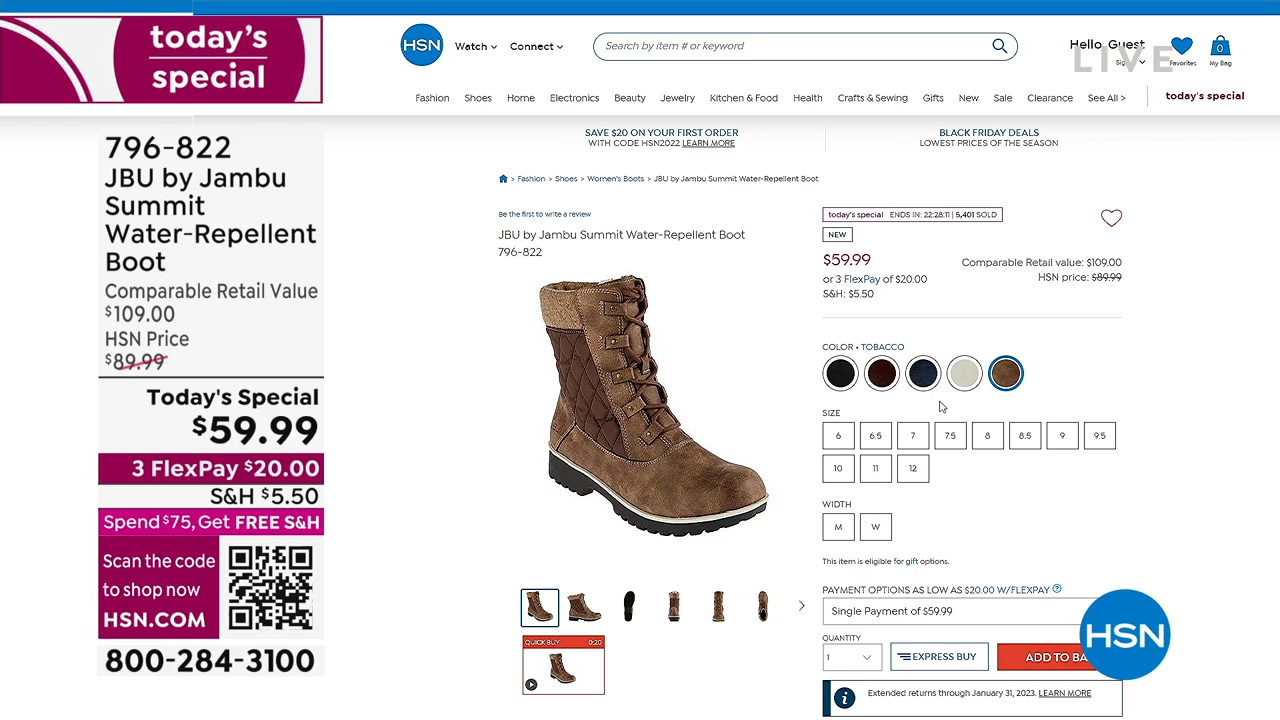 today's
special
796-822
JBU by Jambu
Summit
Water-Repellent
Boot
Comparable Retail Value
$109.00
HSN Price
$89.99
Today's Special
$59.99
3 FlexPay $20.00
S&H $5.50
Spend $75, Get FREE S&H
Scan the code
to shop now
HSN.COM
800-284-3100
HSN
Watch
Connect
Search by item # or keyword
Hello, Guest
LIVE
Favorites
0
My Bag
Fashion Shoes Home Electronics Beauty Jewelry Kitchen & Food Health Crafts & Sewing Gifts New Sale Clearance See All > today's special
SAVE $20 ON YOUR FIRST ORDER
WITH CODE HSN2022 LEARN MORE
BLACK FRIDAY DEALS
LOWEST PRICES OF THE SEASON
> Fashion > Shoes > Women's Boots > JBU by Jambu Summit Water-Repellent Boot
Be the first to write a review
JBU by Jambu Summit Water-Repellent Boot
796-822
QUICK BUY 0:20
today's special ENDS IN: 22:28:11 | 5,401 SOLD
NEW
$59.99
or 3 FlexPay of $20.00
S&H: $5.50
Comparable Retail value: $109.00
HSN price: $89.99
COLOR • TOBACCO
SIZE
6 6.5 7 7.5 8 8.5 9 9.5
10 11 12
WIDTH
M W
This item is eligible for gift options.
PAYMENT OPTIONS AS LOW AS $20.00 W/FLEXPAY ?
Single Payment of $59.99
QUANTITY
1
EXPRESS BUY
ADD TO BA
HSN
Extended returns through January 31, 2023. LEARN MORE